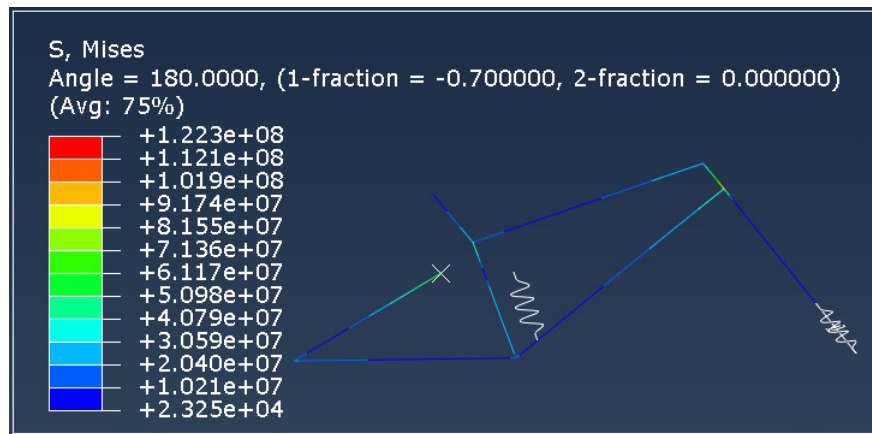 S, Mises
Angle = 180.0000, (1-fraction = -0.700000, 2-fraction = 0.000000)
(Avg: 75%)
+1.223e+08
+1.121e+08
+1.019e+08
+9.174e+07
+8.155e+07
+7.136e+07
+6.117e+07
+5.098e+07
+4.079e+07
+3.059e+07
+2.040e+07
+1.021e+07
+2.325e+04